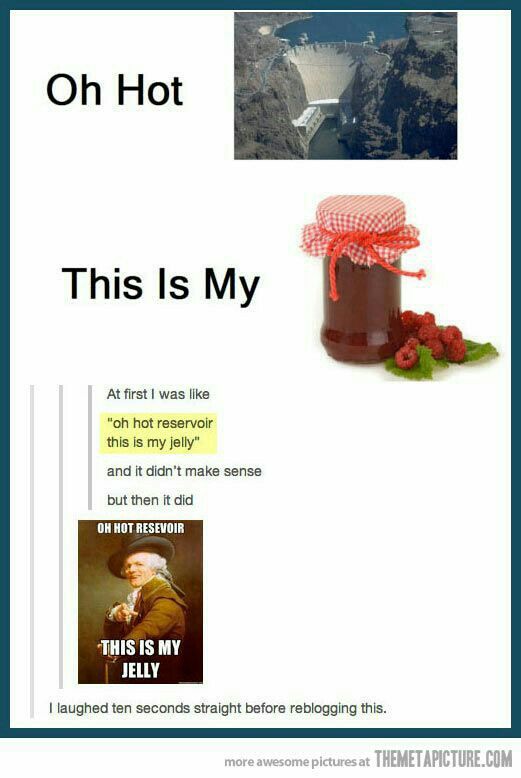 Oh Hot
This Is My
At first I was like
"oh hot reservoir
this is my jelly"
and it didn't make sense
but then it did
OH HOT RESEVOIR
THIS IS MY
JELLY
I laughed ten seconds straight before reblogging this.
more awesome pictures at THEMETAPICTURE.COM